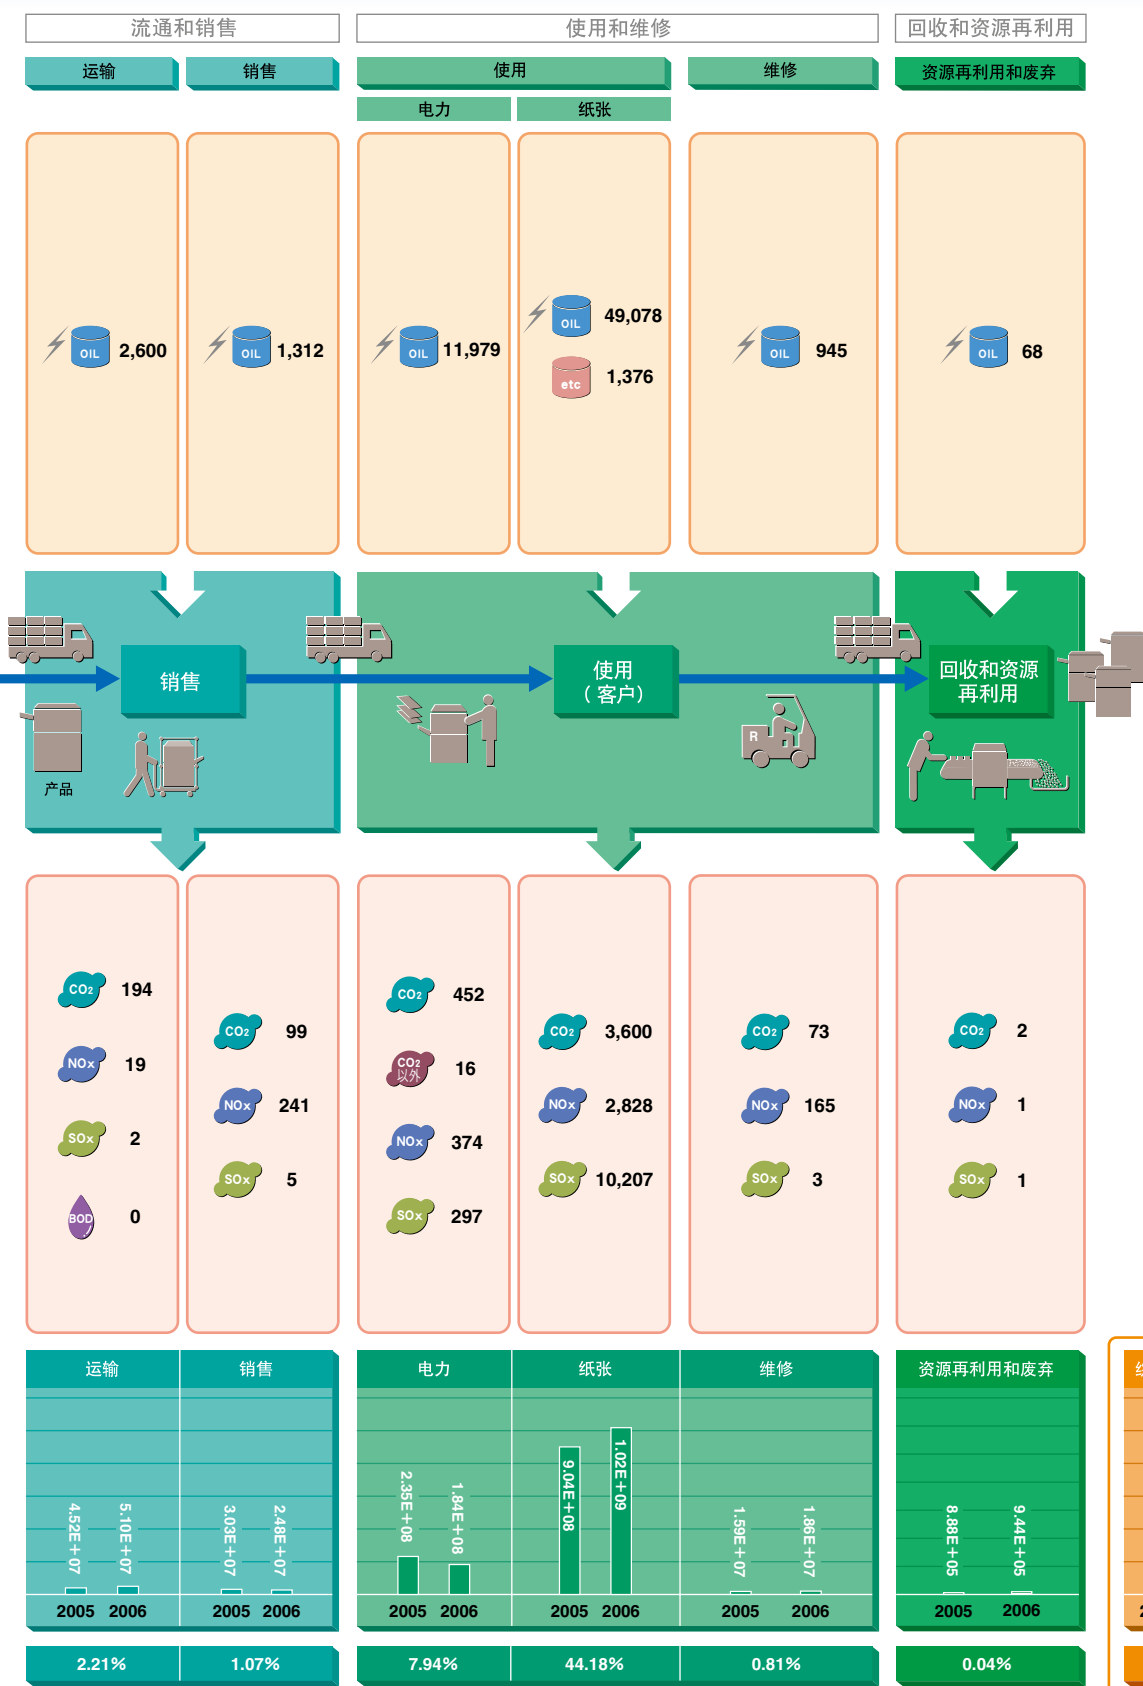 流通和销售
使用和维修
回收和资源再利用
运输
销售
使用
维修
资源再利用和废弃
电力
纸张
OIL 2,600
OIL 1,312
OIL 11,979
OIL 49,078
etc 1,376
OIL 945
OIL 68
销售
使用
（客户）
回收和资源
再利用
R
产品
CO2 194
NOx 19
SOx 2
BOD 0
CO2 99
NOx 241
SOx 5
CO2 452
CO2
以外 16
NOx 374
SOx 297
CO2 3,600
NOx 2,828
SOx 10,207
CO2 73
NOx 165
SOx 3
CO2 2
NOx 1
SOx 1
运输
销售
电力
纸张
维修
资源再利用和废弃
4.52E+07
5.10E+07
3.03E+07
2.48E+07
2.35E+08
1.84E+08
9.04E+08
1.02E+09
1.59E+07
1.86E+07
8.88E+05
9.44E+05
2005 2006
2005 2006
2005 2006
2005 2006
2005 2006
2005 2006
2.21%
1.07%
7.94%
44.18%
0.81%
0.04%